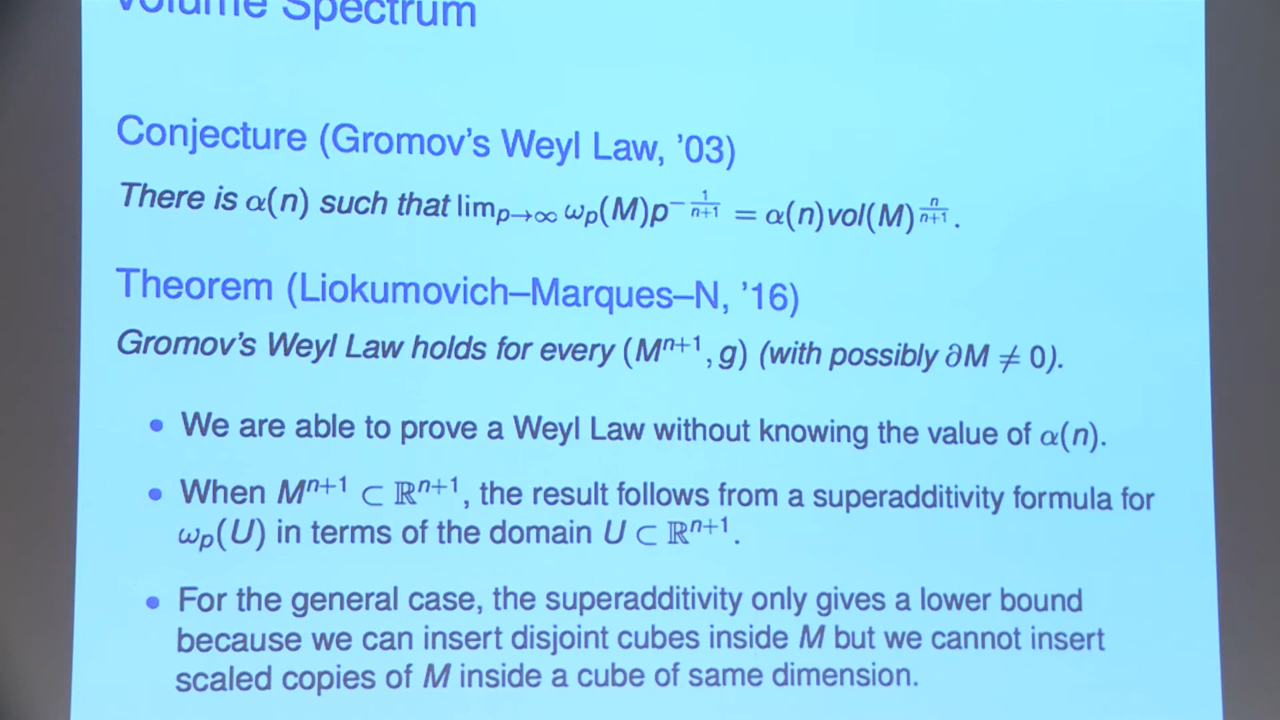 Volume Spectrum
Conjecture (Gromov's Weyl Law, '03)
There is α(n) such that lim_{p→∞} ω_p(M)p^{-\frac{1}{n+1}} = α(n)vol(M)^{\frac{n}{n+1}}.
Theorem (Liokumovich–Marques–N, '16)
Gromov's Weyl Law holds for every (M^{n+1}, g) (with possibly ∂M ≠ 0).
• We are able to prove a Weyl Law without knowing the value of α(n).
• When M^{n+1} ⊂ ℝ^{n+1}, the result follows from a superadditivity formula for
ω_p(U) in terms of the domain U ⊂ ℝ^{n+1}.
• For the general case, the superadditivity only gives a lower bound
because we can insert disjoint cubes inside M but we cannot insert
scaled copies of M inside a cube of same dimension.